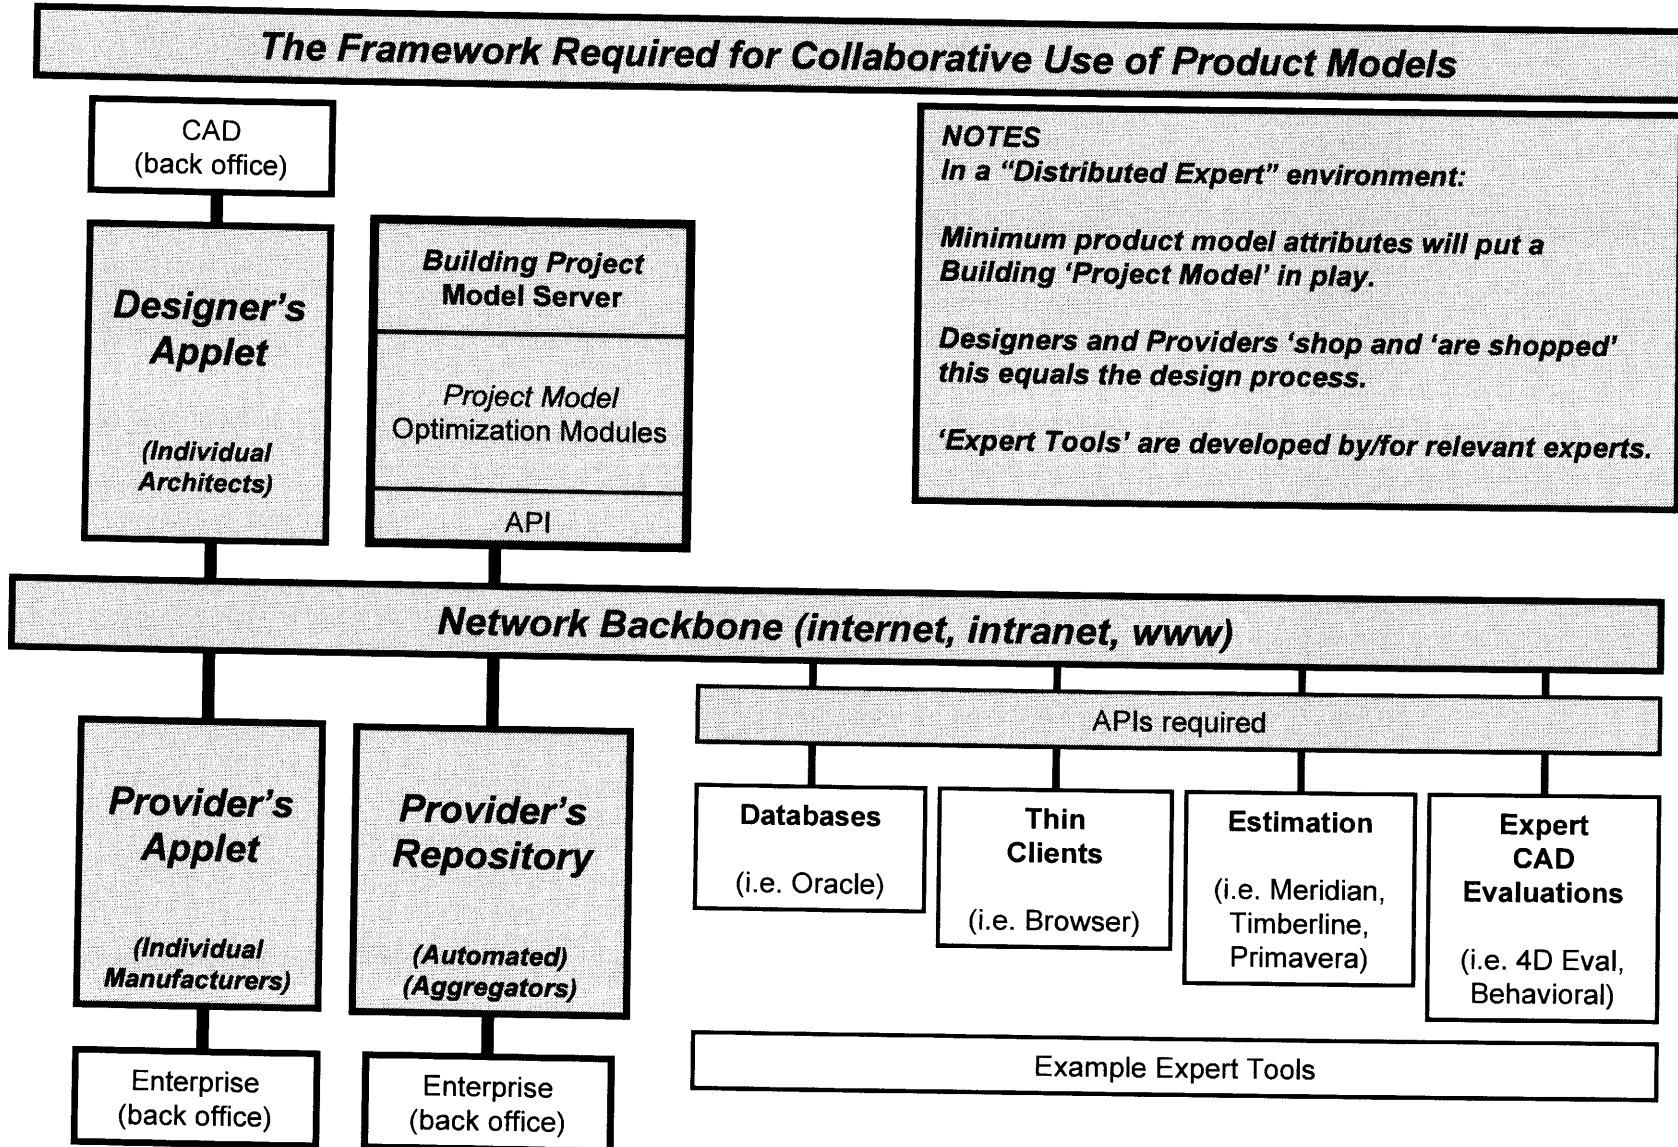 The Framework Required for Collaborative Use of Product Models
CAD
(back office)
Designer's
Applet
(Individual
Architects)
Building Project
Model Server
Project Model
Optimization Modules
API
NOTES
In a “Distributed Expert” environment:
Minimum product model attributes will put a
Building ‘Project Model’ in play.
Designers and Providers ‘shop and ‘are shopped’
this equals the design process.
‘Expert Tools’ are developed by/for relevant experts.
Network Backbone (internet, intranet, www)
Provider's
Applet
(Individual
Manufacturers)
Enterprise
(back office)
Provider's
Repository
(Automated)
(Aggregators)
Enterprise
(back office)
APIs required
Databases
(i.e. Oracle)
Thin
Clients
(i.e. Browser)
Estimation
(i.e. Meridian,
Timberline,
Primavera)
Expert
CAD
Evaluations
(i.e. 4D Eval,
Behavioral)
Example Expert Tools